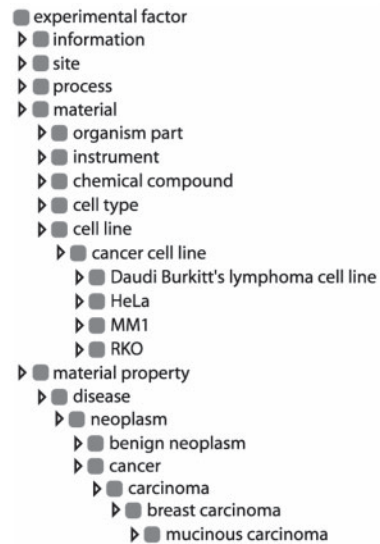 experimental factor
information
site
process
material
organism part
instrument
chemical compound
cell type
cell line
cancer cell line
Daudi Burkitt's lymphoma cell line
HeLa
MM1
RKO
material property
disease
neoplasm
benign neoplasm
cancer
carcinoma
breast carcinoma
mucinous carcinoma